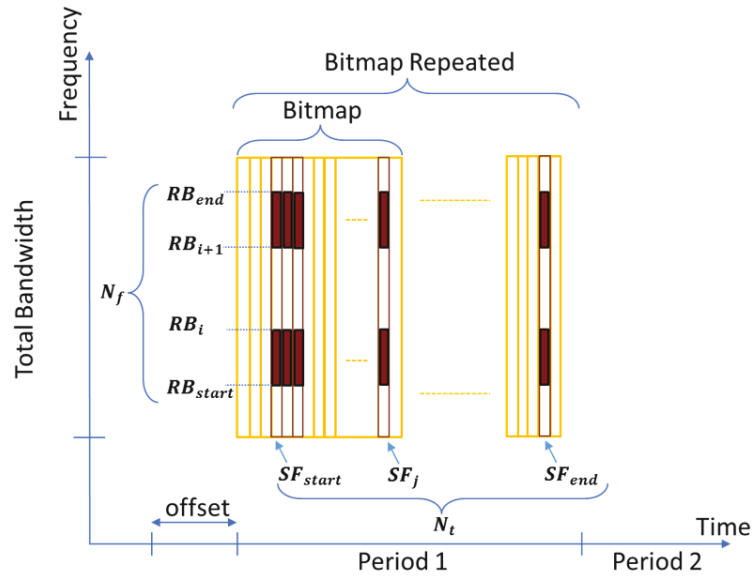 Frequency
Bitmap Repeated
Bitmap
Total Bandwidth
RB_end
RB_{i+1}
N_f
RB_i
RB_start
SF_start
SF_j
SF_end
offset
N_t
Time
Period 1
Period 2